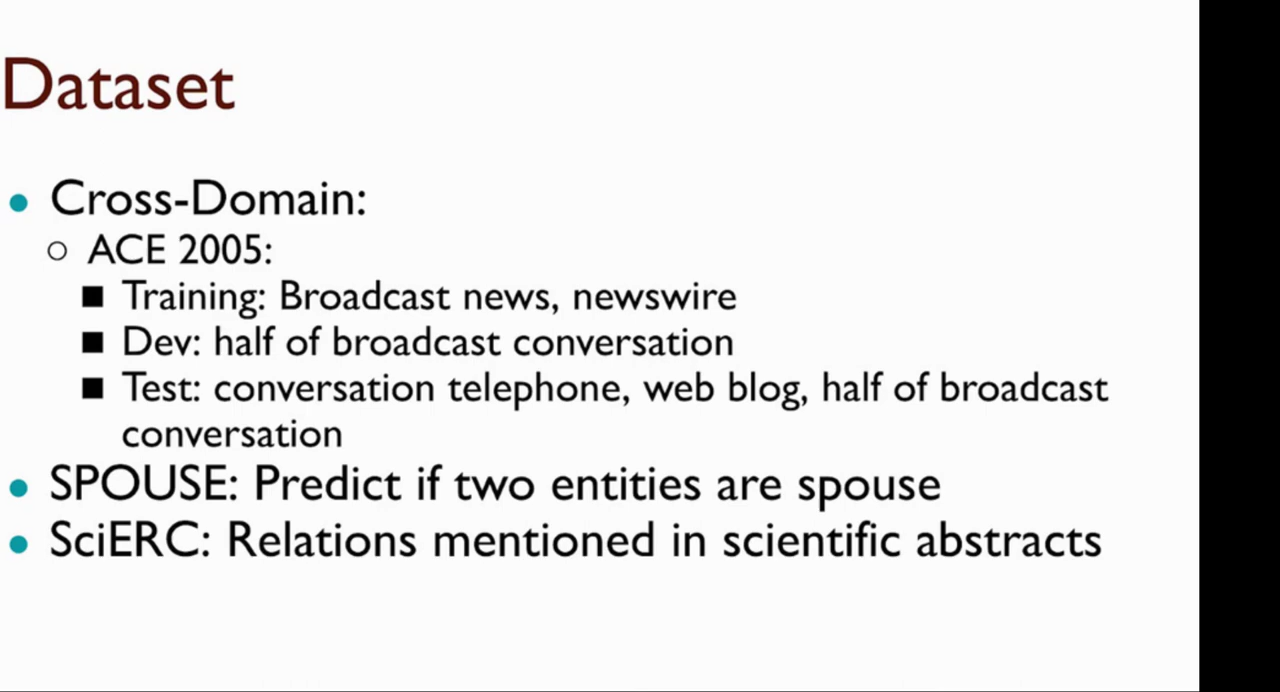 Dataset
Cross-Domain:
ACE 2005:
Training: Broadcast news, newswire
Dev: half of broadcast conversation
Test: conversation telephone, web blog, half of broadcast
conversation
SPOUSE: Predict if two entities are spouse
SciERC: Relations mentioned in scientific abstracts